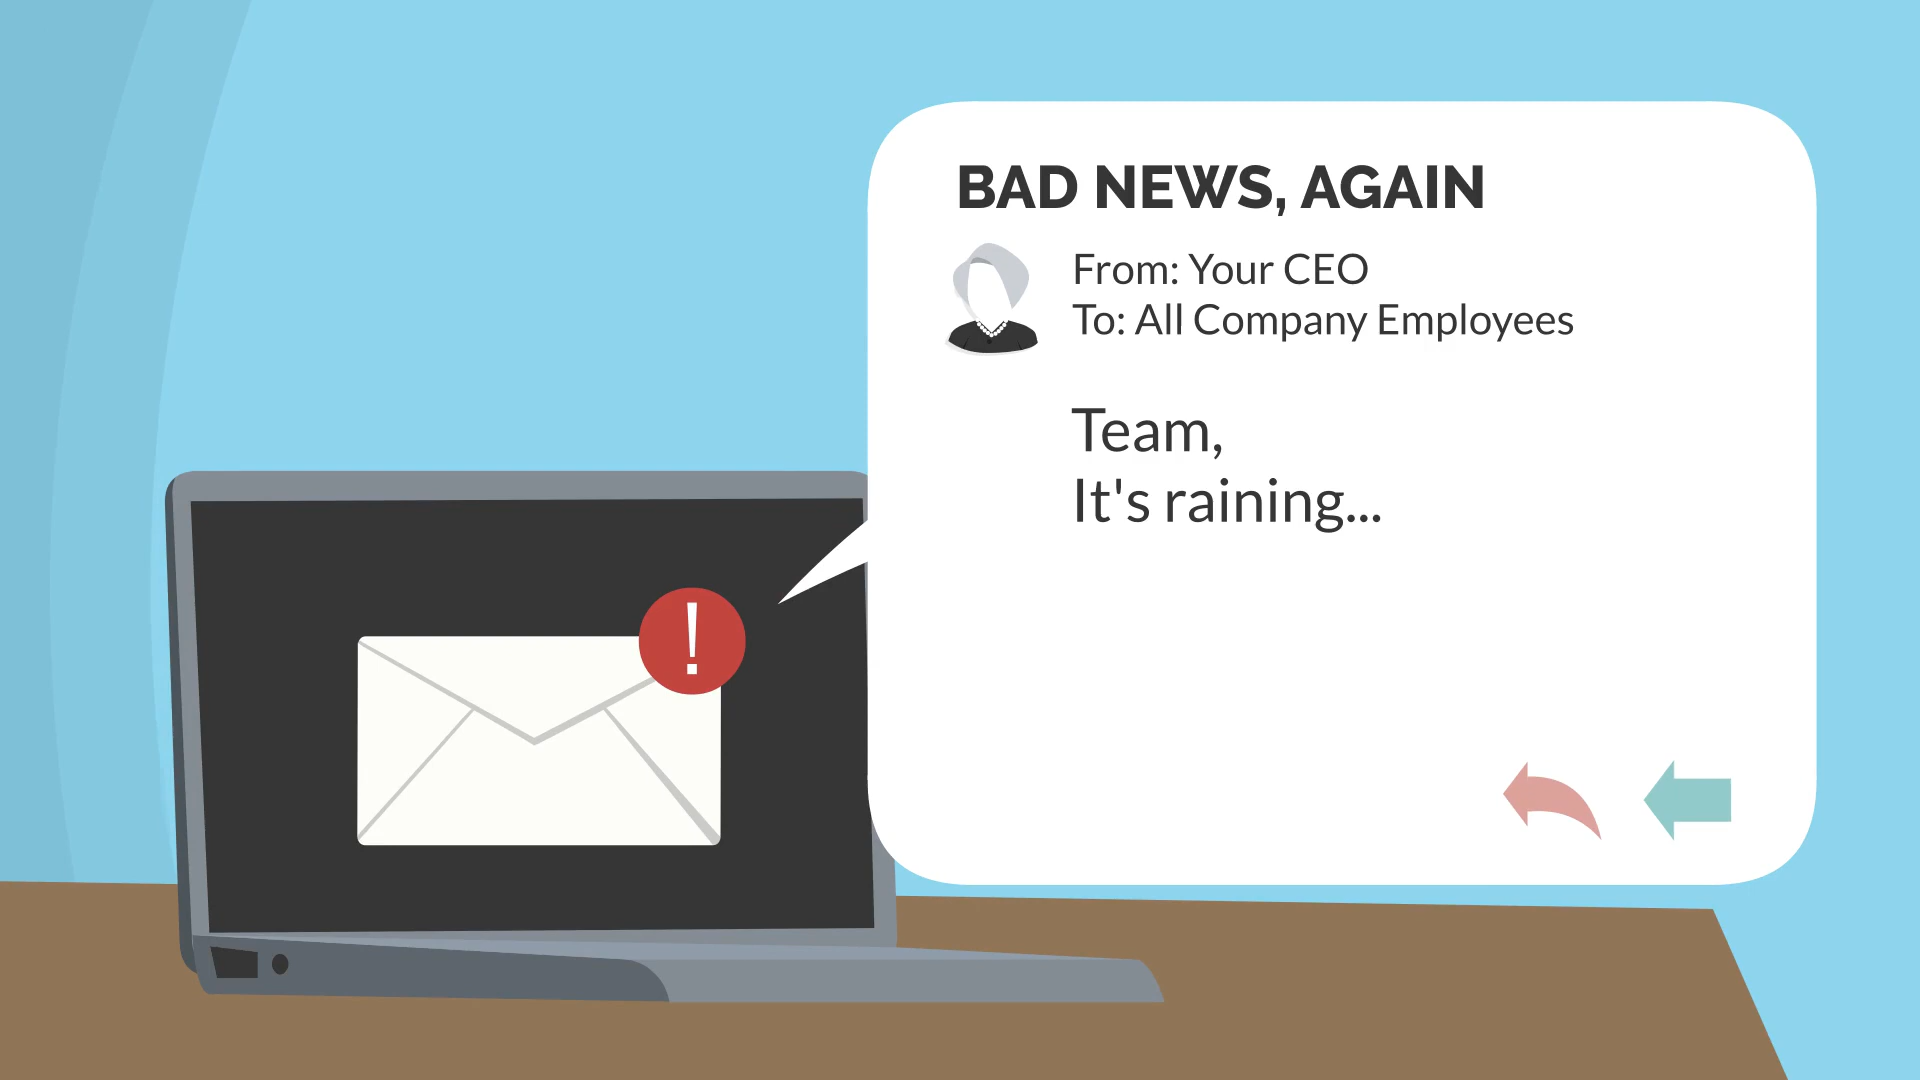 BAD NEWS, AGAIN
From: Your CEO
To: All Company Employees
Team,
It's raining...
!